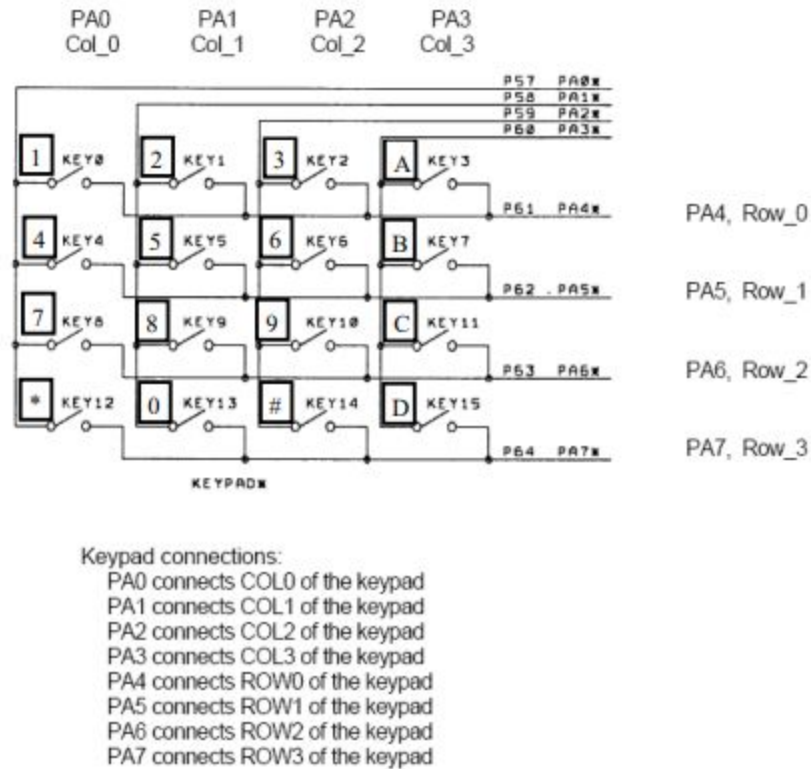 PA0 PA1 PA2 PA3
Col_0 Col_1 Col_2 Col_3
P57 PA0*
P58 PA1*
P59 PA2*
P60 PA3*
1 KEY0 2 KEY1 3 KEY2 A KEY3
P61 PA4* PA4, Row_0
4 KEY4 5 KEY5 6 KEY6 B KEY7
P62 . PA5* PA5, Row_1
7 KEY8 8 KEY9 9 KEY10 C KEY11
P63 PA6* PA6, Row_2
* KEY12 0 KEY13 # KEY14 D KEY15
P64 PA7* PA7, Row_3
KEYPAD*
Keypad connections:
PA0 connects COL0 of the keypad
PA1 connects COL1 of the keypad
PA2 connects COL2 of the keypad
PA3 connects COL3 of the keypad
PA4 connects ROW0 of the keypad
PA5 connects ROW1 of the keypad
PA6 connects ROW2 of the keypad
PA7 connects ROW3 of the keypad